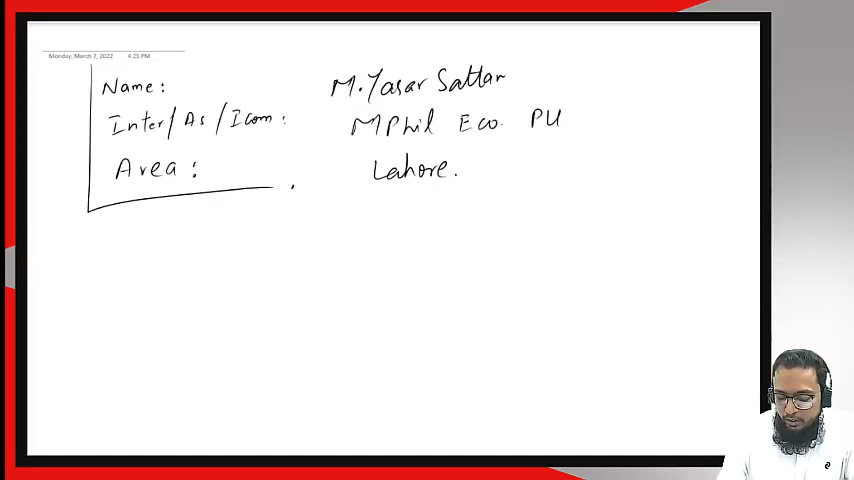 Monday, March 7, 2022 4:25 PM
Name: M. Yasar Sattar
Inter/As/Icom: MPhil Eco. PU
Area: Lahore.